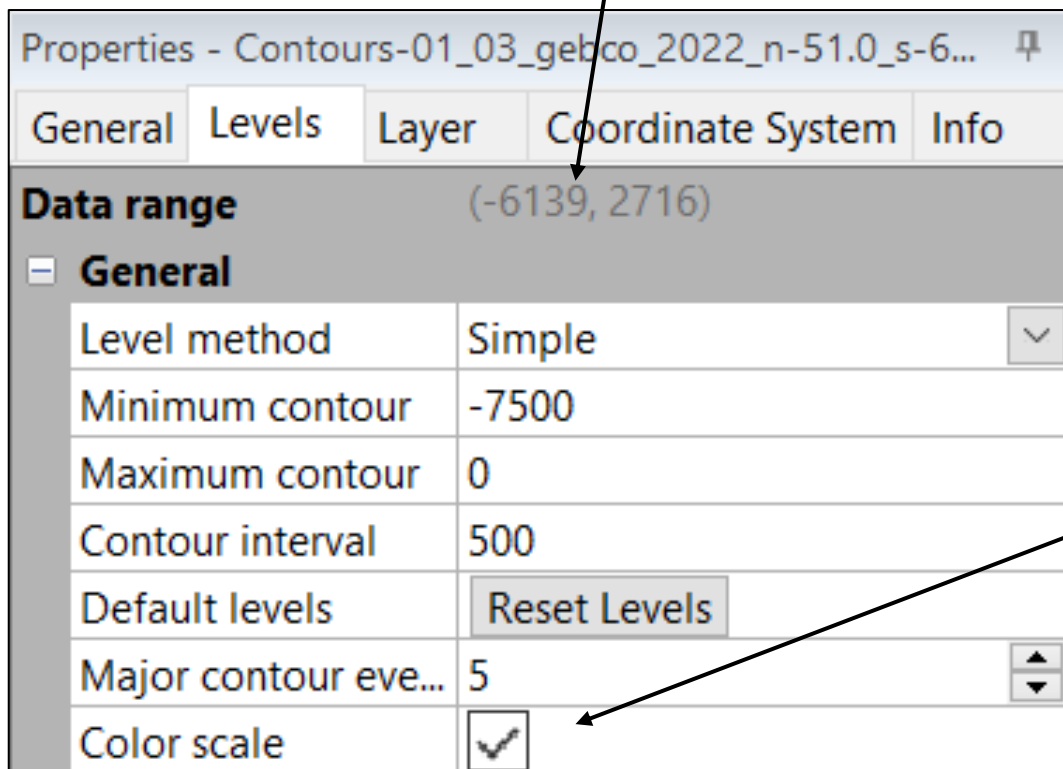 Properties - Contours-01_03_gebco_2022_n-51.0_s-6...
General Levels Layer Coordinate System Info
Data range (-6139, 2716)
General
Level method Simple
Minimum contour -7500
Maximum contour 0
Contour interval 500
Default levels Reset Levels
Major contour eve... 5
Color scale